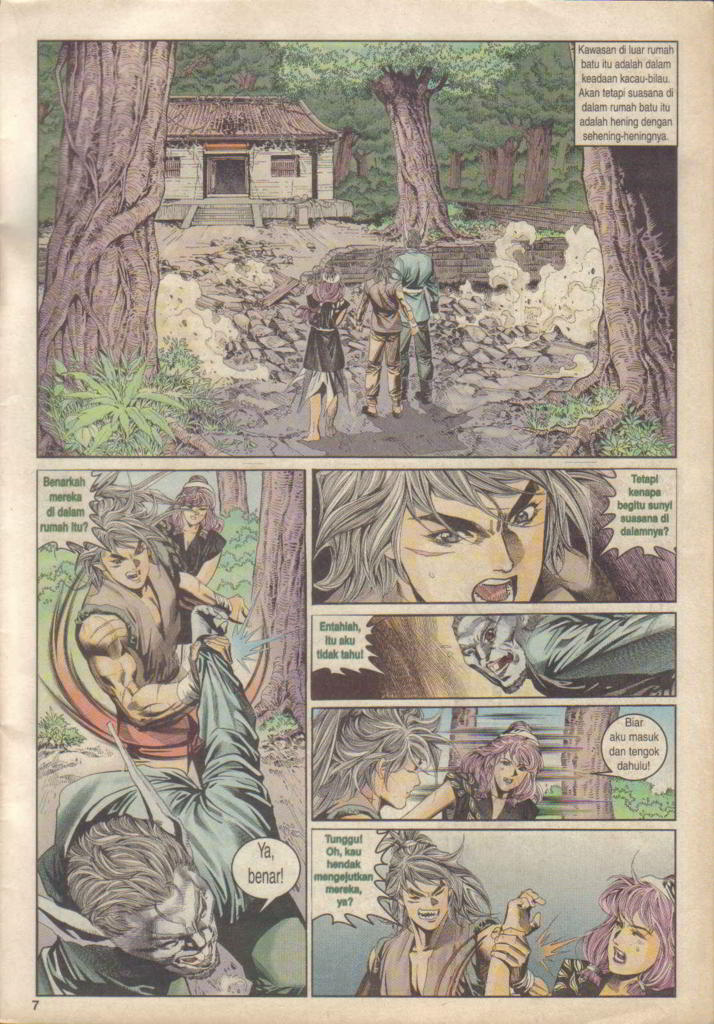 Kawasan di luar rumah
batu itu adalah dalam
keadaan kacau-bilau.
Akan tetapi suasana di
dalam rumah batu itu
adalah hening dengan
sehening-heningnya.
Benarkah
mereka
di dalam
rumah itu?
Ya,
benar!
Tetapi
kenapa
begitu sunyi
suasana di
dalamnya?
Entahlah,
itu aku
tidak tahu!
Biar
aku masuk
dan tengok
dahulu!
Tunggu!
Oh, kau
hendak
mengejutkan
mereka,
ya?
7